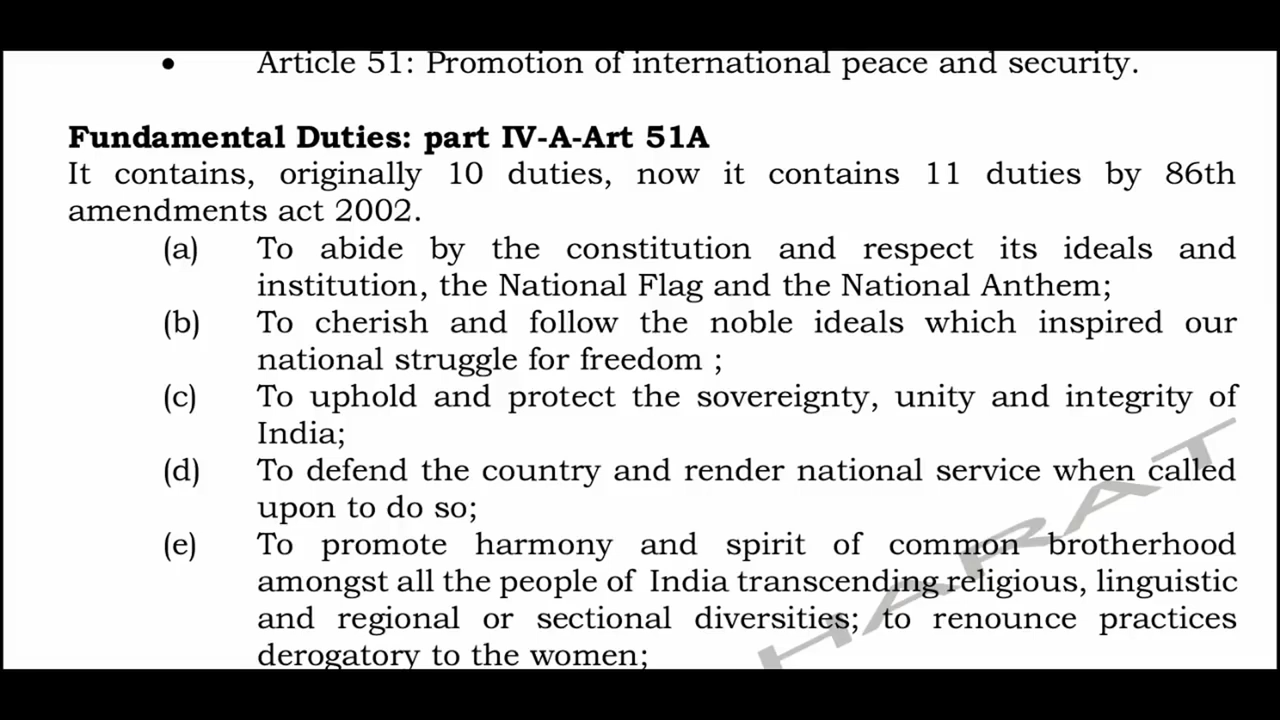 • Article 51: Promotion of international peace and security.
Fundamental Duties: part IV-A-Art 51A
It contains, originally 10 duties, now it contains 11 duties by 86th
amendments act 2002.
(a) To abide by the constitution and respect its ideals and
institution, the National Flag and the National Anthem;
(b) To cherish and follow the noble ideals which inspired our
national struggle for freedom ;
(c) To uphold and protect the sovereignty, unity and integrity of
India;
(d) To defend the country and render national service when called
upon to do so;
(e) To promote harmony and spirit of common brotherhood
amongst all the people of India transcending religious, linguistic
and regional or sectional diversities; to renounce practices
derogatory to the women;
HARAT